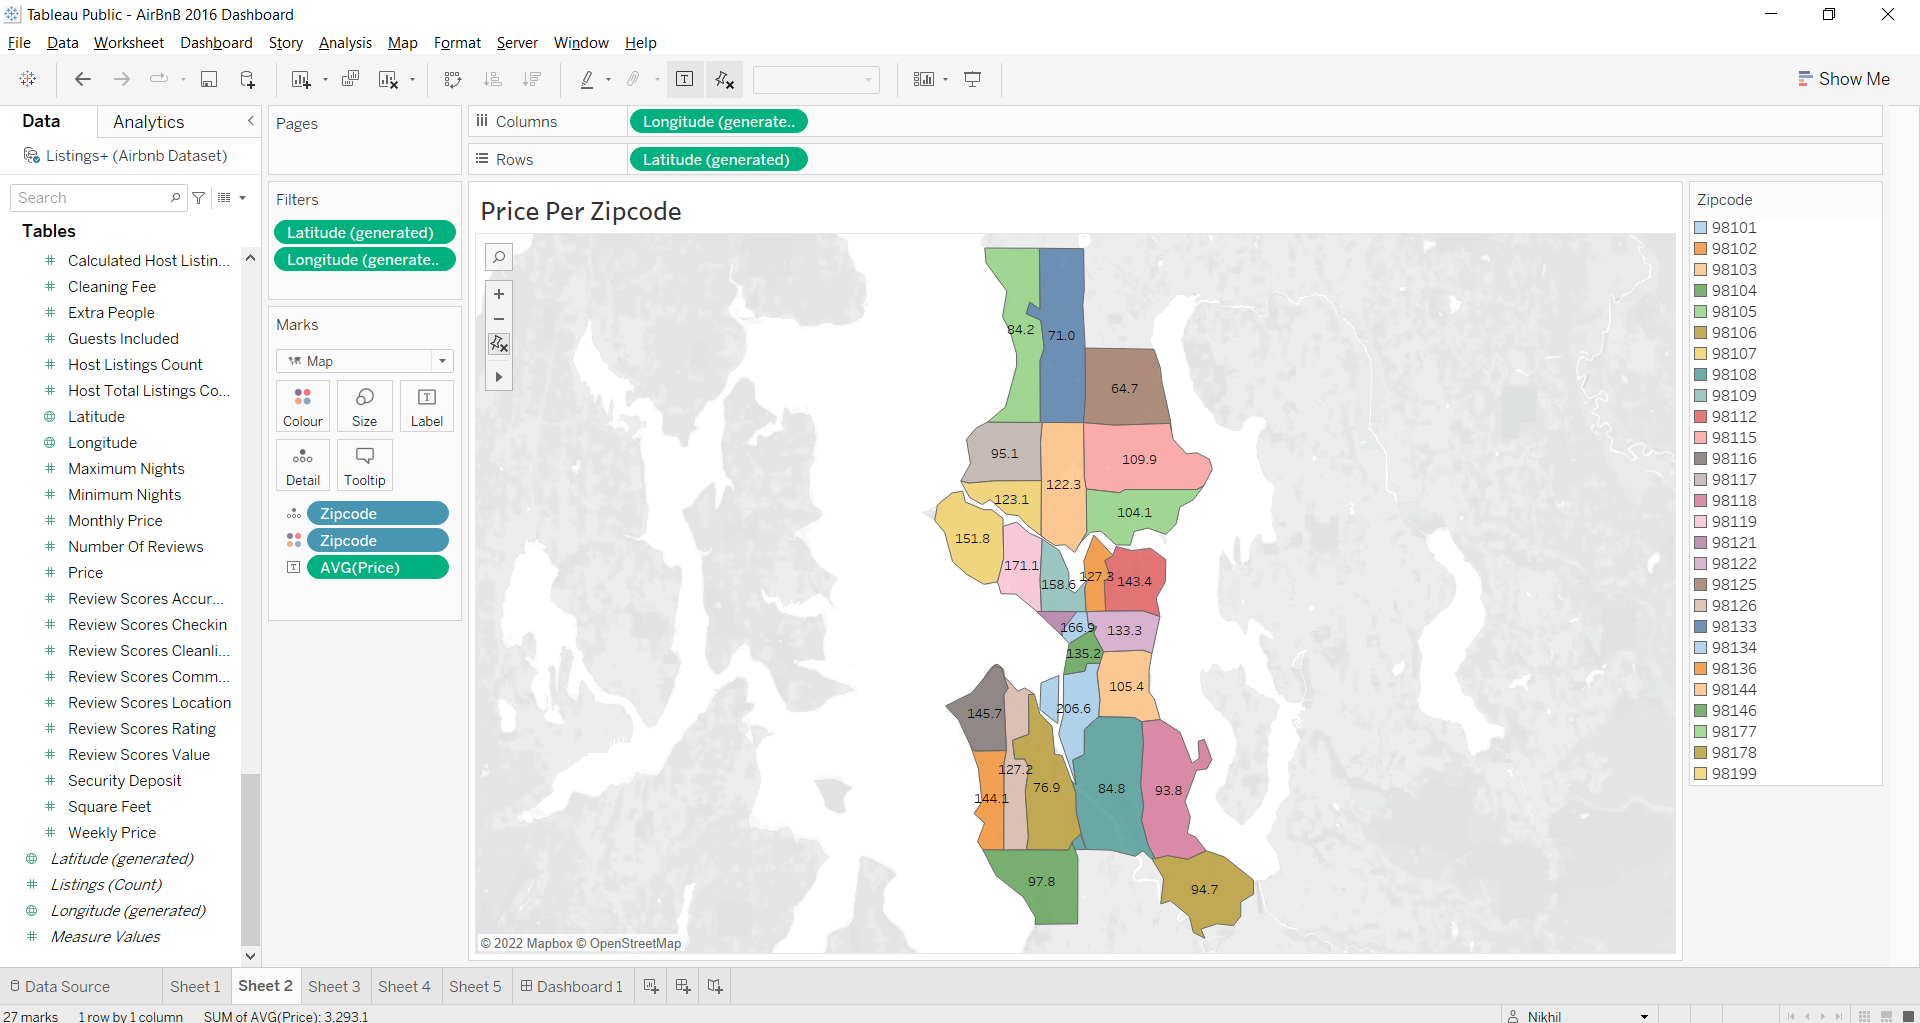 Tableau Public - AirBnB 2016 Dashboard
File Data Worksheet Dashboard Story Analysis Map Format Server Window Help
Show Me
Data
Analytics
Listings+ (Airbnb Dataset)
Search
Tables
Calculated Host Listin...
Cleaning Fee
Extra People
Guests Included
Host Listings Count
Host Total Listings Co...
Latitude
Longitude
Maximum Nights
Minimum Nights
Monthly Price
Number Of Reviews
Price
Review Scores Accur...
Review Scores Checkin
Review Scores Cleanli...
Review Scores Comm...
Review Scores Location
Review Scores Rating
Review Scores Value
Security Deposit
Square Feet
Weekly Price
Latitude (generated)
Listings (Count)
Longitude (generated)
Measure Values
Pages
Filters
Latitude (generated)
Longitude (generate..
Marks
Map
Colour
Size
Label
Detail
Tooltip
Zipcode
Zipcode
AVG(Price)
Columns
Longitude (generate..
Rows
Latitude (generated)
Price Per Zipcode
84.2
71.0
64.7
95.1
109.9
122.3
123.1
104.1
151.8
171.1
158.6
127.3
143.4
166.9
133.3
135.2
105.4
145.7
206.6
127.2
76.9
84.8
93.8
144.1
97.8
94.7
© 2022 Mapbox © OpenStreetMap
Zipcode
98101
98102
98103
98104
98105
98106
98107
98108
98109
98112
98115
98116
98117
98118
98119
98121
98122
98125
98126
98133
98134
98136
98144
98146
98177
98178
98199
Data Source
Sheet 1
Sheet 2
Sheet 3
Sheet 4
Sheet 5
Dashboard 1
27 marks
1 row by 1 column
SUM of AVG(Price): 3,293.1
Nikhil